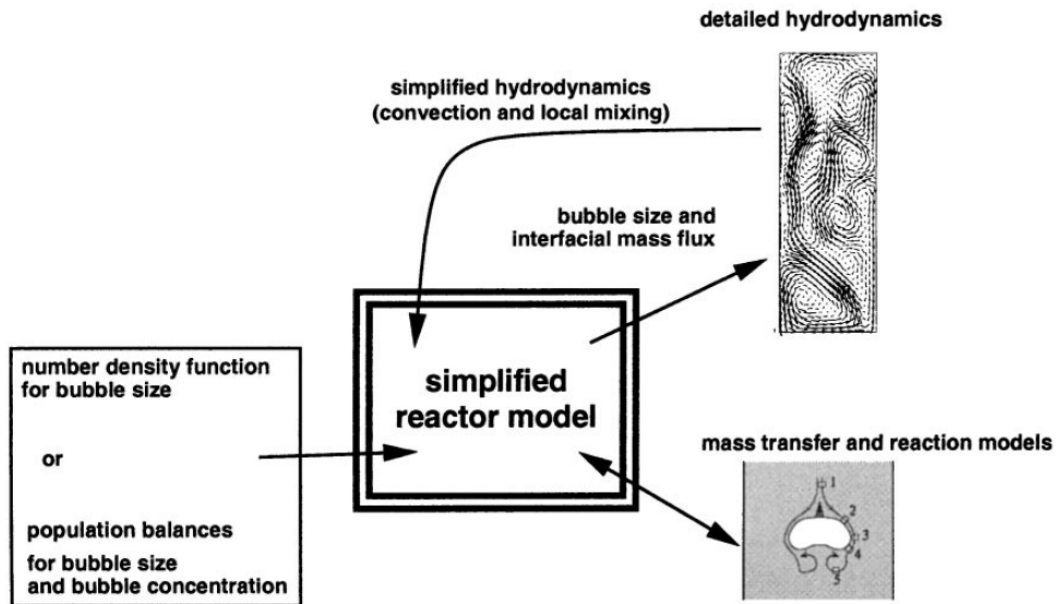 detailed hydrodynamics
simplified hydrodynamics
(convection and local mixing)
bubble size and
interfacial mass flux
number density function
for bubble size
or
population balances
for bubble size
and bubble concentration
simplified
reactor model
mass transfer and reaction models
1
2
3
4
5